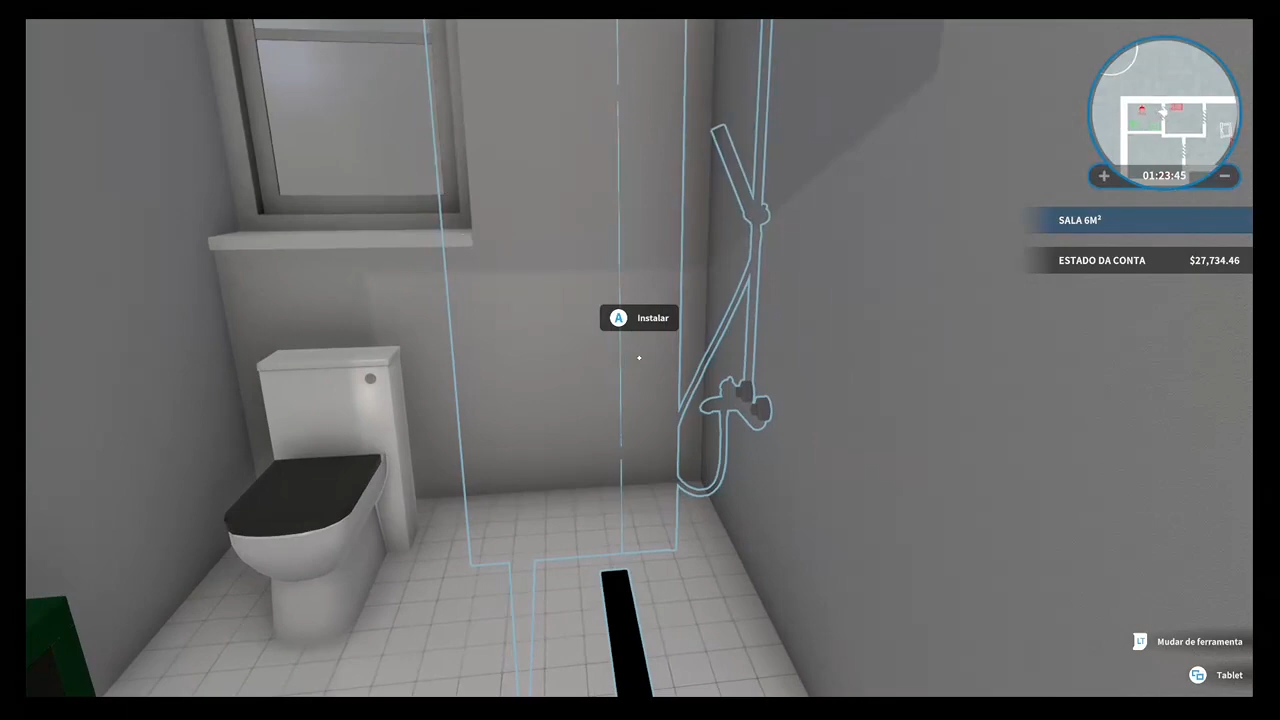 01:23:45
SALA 6M²
ESTADO DA CONTA $27,734.46
A Instalar
LT Mudar de ferramenta
Tablet